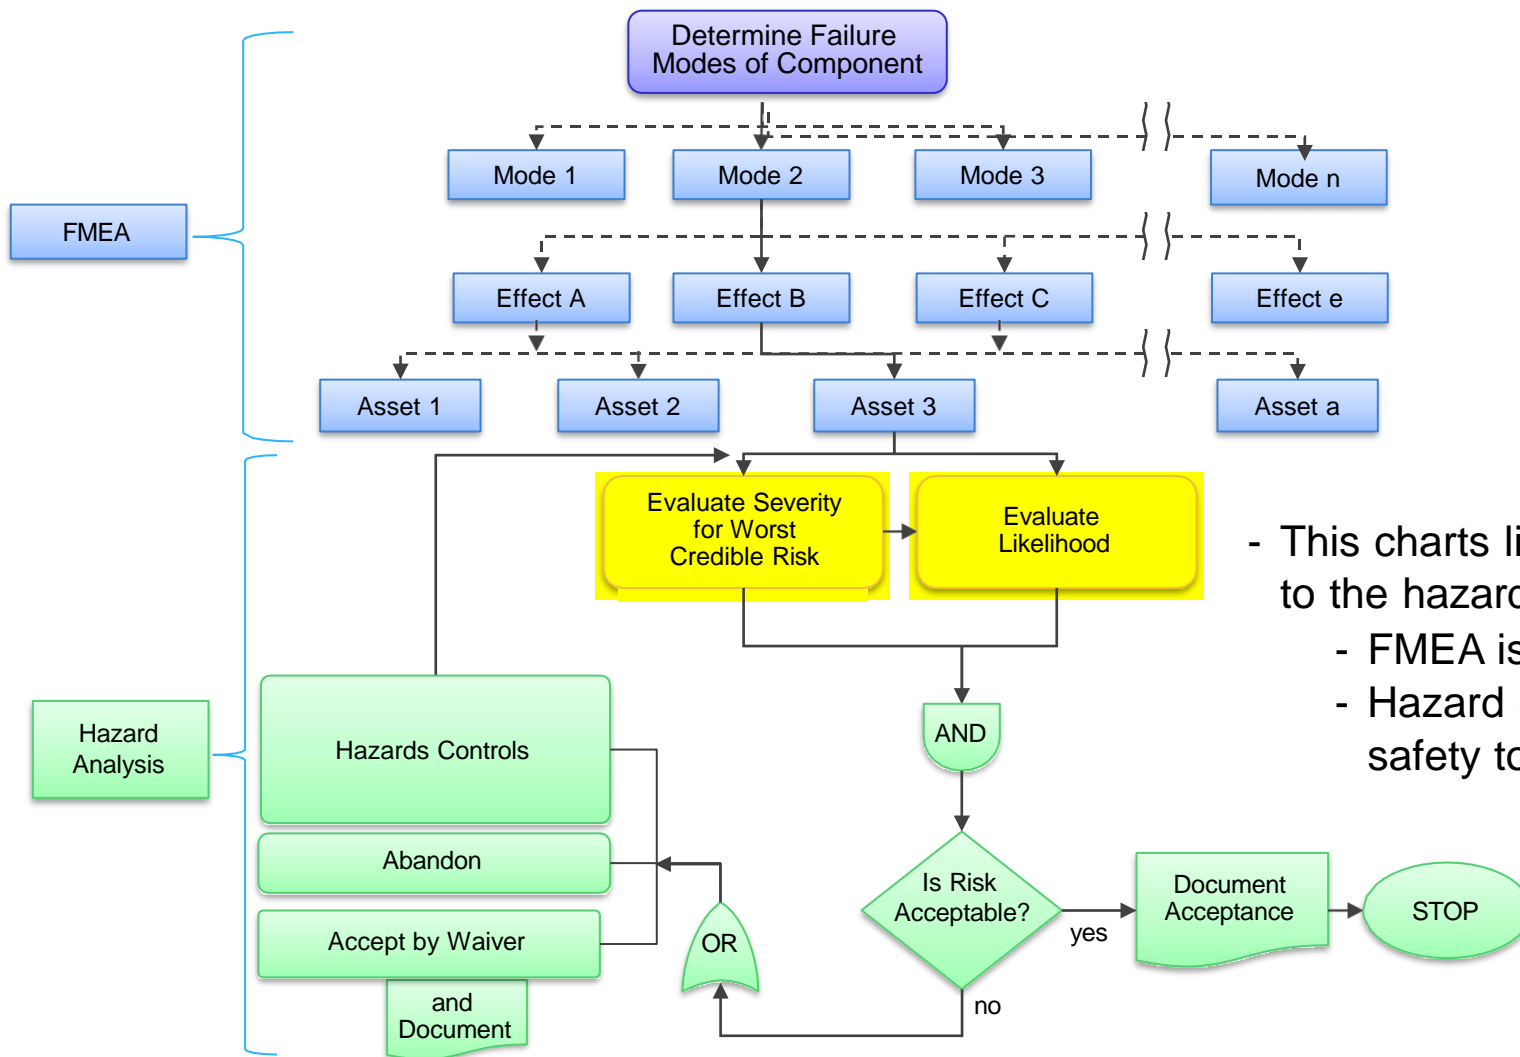 Determine Failure
Modes of Component
Mode 1
Mode 2
Mode 3
Mode n
FMEA
Effect A
Effect B
Effect C
Effect e
Asset 1
Asset 2
Asset 3
Asset a
Evaluate Severity
for Worst
Credible Risk
Evaluate
Likelihood
- This charts li
to the hazard
- FMEA is
- Hazard
safety to
Hazard
Analysis
Hazards Controls
AND
Abandon
Is Risk
Acceptable?
Document
Acceptance
STOP
Accept by Waiver
OR
yes
and
Document
no